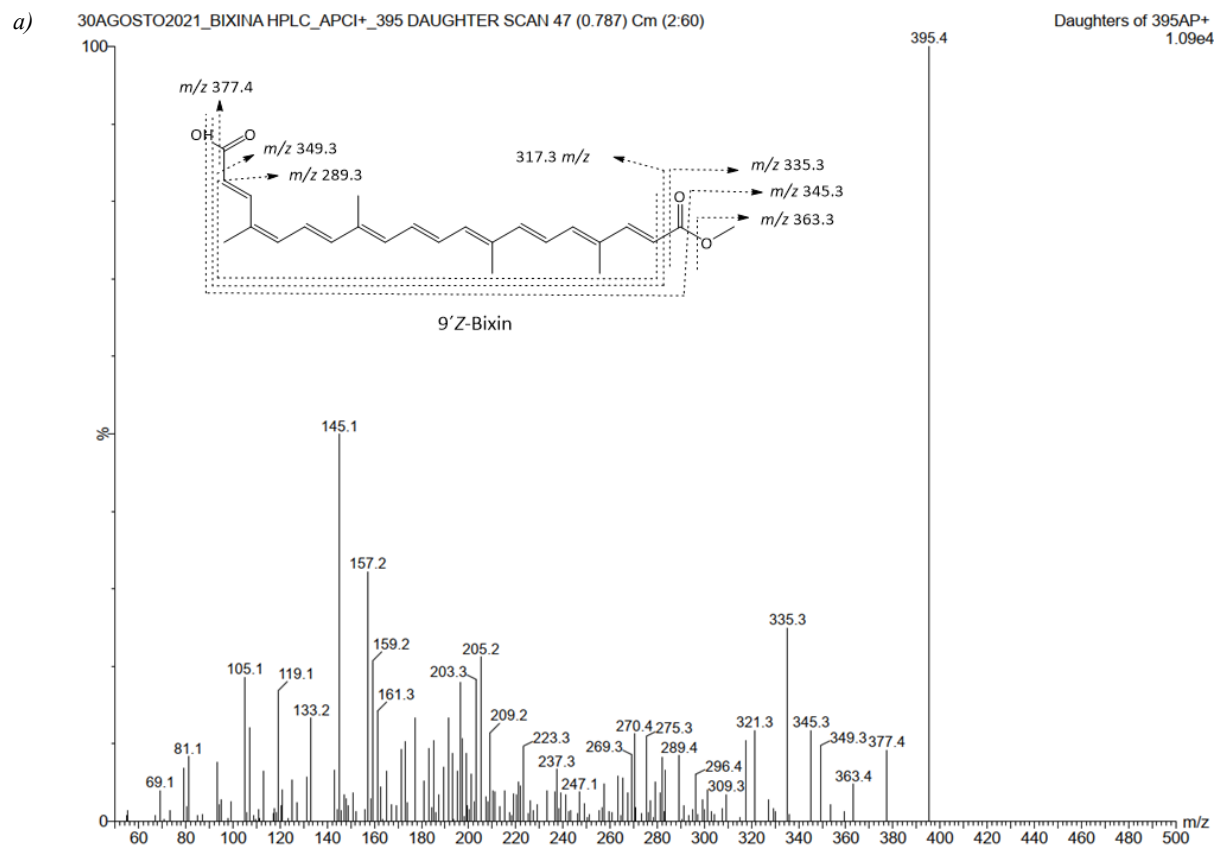 a)
30AGOSTO2021_BIXINA HPLC_APCI+_395 DAUGHTER SCAN 47 (0.787) Cm (2:60)
Daughters of 395AP+
1.09e4
100
395.4
m/z 377.4
OH
O
m/z 349.3
m/z 289.3
317.3 m/z
m/z 335.3
m/z 345.3
m/z 363.3
O
O
9´Z-Bixin
%
145.1
157.2
335.3
159.2
205.2
203.3
105.1
119.1
161.3
133.2
209.2
223.3
270.4
275.3
321.3
345.3
349.3
377.4
81.1
269.3
289.4
237.3
296.4
363.4
69.1
247.1
309.3
0
m/z
60 80 100 120 140 160 180 200 220 240 260 280 300 320 340 360 380 400 420 440 460 480 500